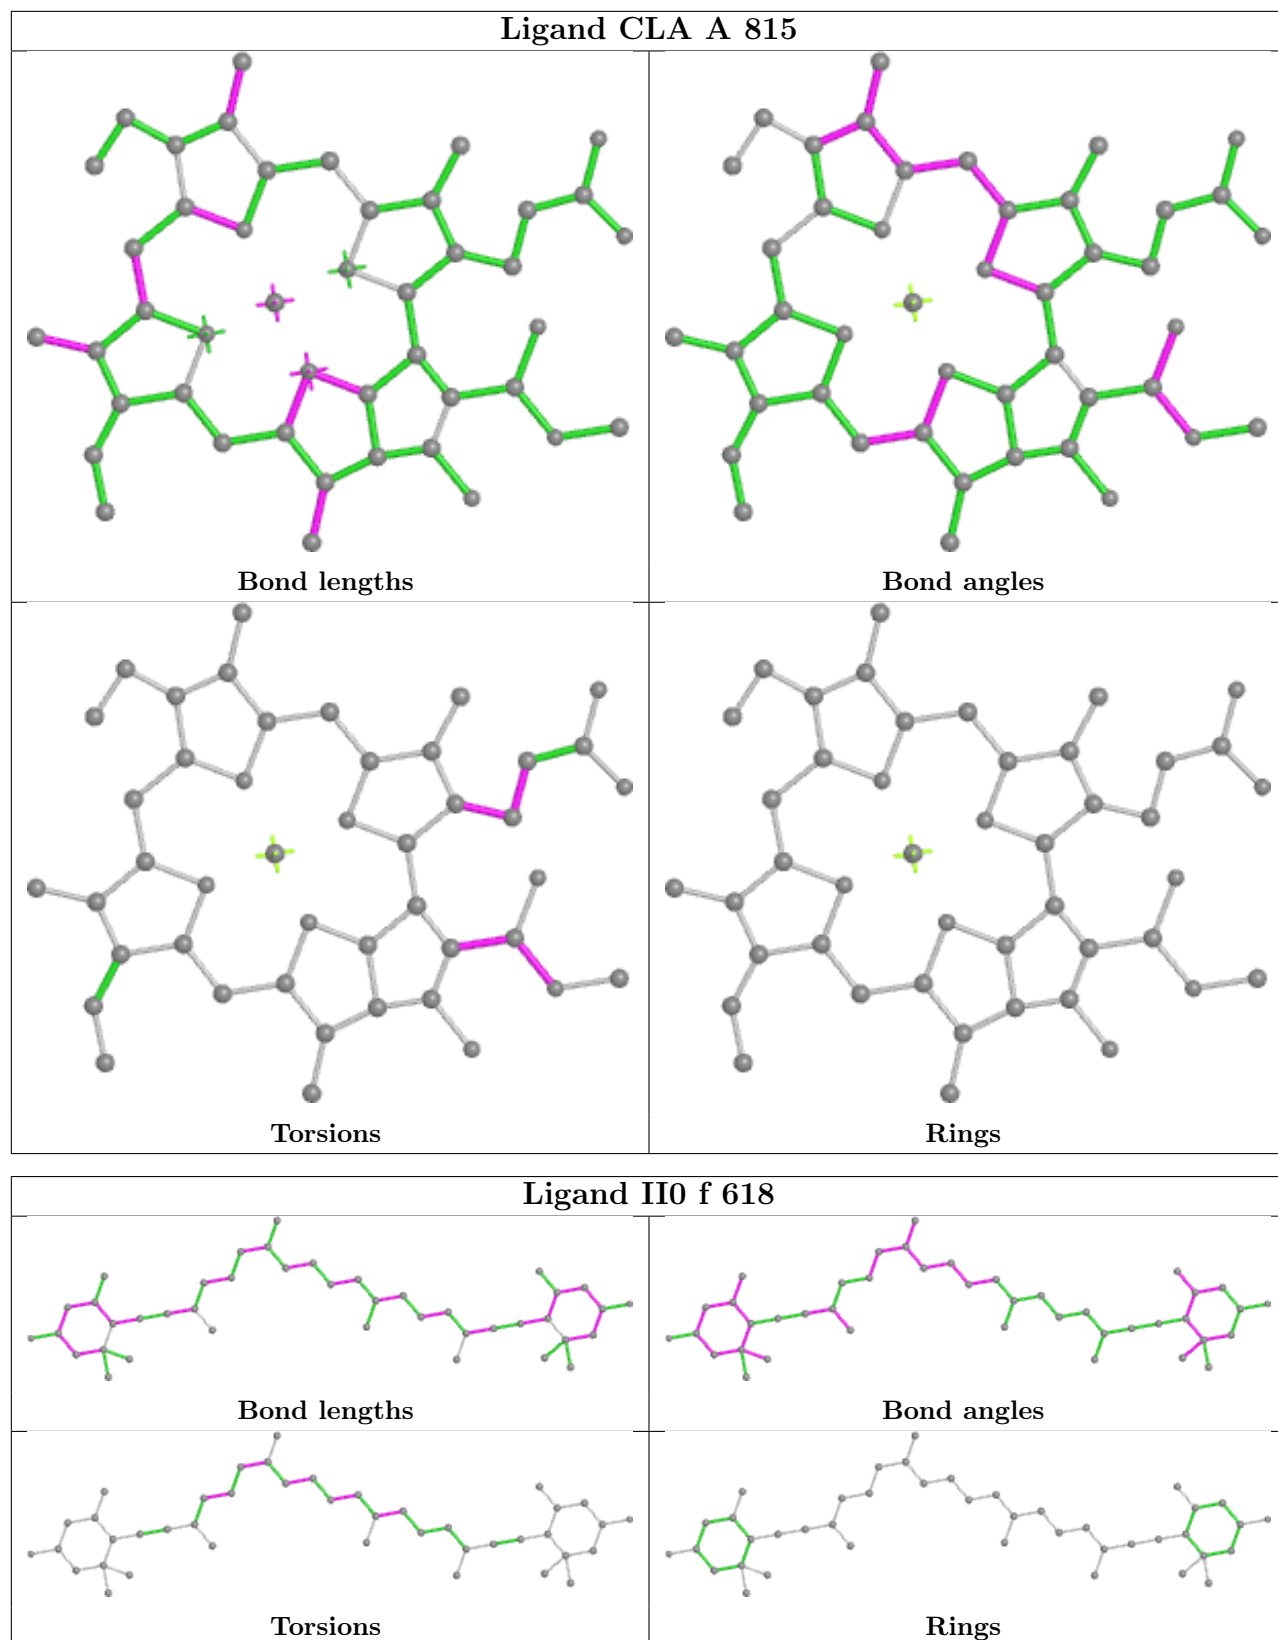 Ligand CLA A 815
Bond lengths
Bond angles
Torsions
Rings
Ligand II0 f 618
Bond lengths
Bond angles
Torsions
Rings